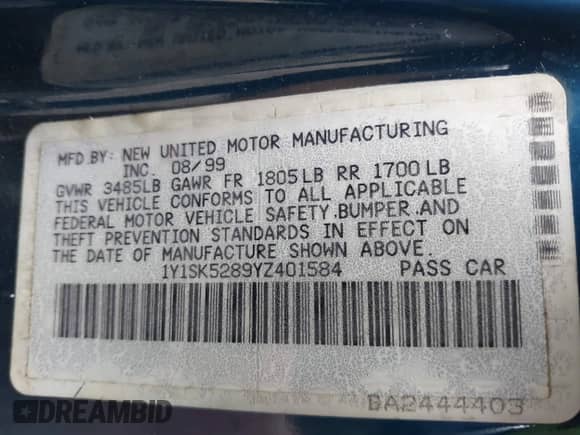 MFD BY: NEW UNITED MOTOR MANUFACTURING
INC. 08/99
GVWR 3485LB GAWR FR 1805LB RR 1700LB
THIS VEHICLE CONFORMS TO ALL APPLICABLE
FEDERAL MOTOR VEHICLE SAFETY,BUMPER,AND
THEFT PREVENTION STANDARDS IN EFFECT ON
THE DATE OF MANUFACTURE SHOWN ABOVE.
1Y1SK5289YZ401584 PASS CAR
BA2444403
DREAMBID